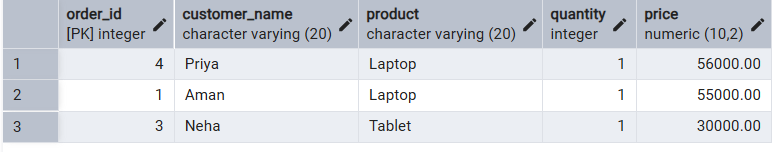 order_id customer_name product quantity price
[PK] integer character varying (20) character varying (20) integer numeric (10,2)
1 4 Priya Laptop 1 56000.00
2 1 Aman Laptop 1 55000.00
3 3 Neha Tablet 1 30000.00